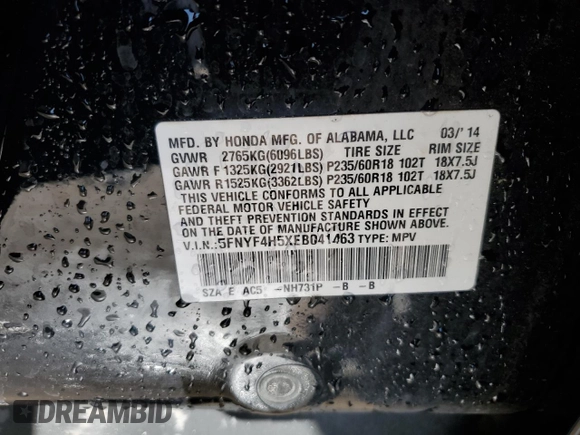 MFD. BY HONDA MFG. OF ALABAMA, LLC 03/'14
GVWR 2765KG(6096LBS) TIRE SIZE RIM SIZE
GAWR F 1325KG(2921LBS) P235/60R18 102T 18X7.5J
GAWR R 1525KG(3362LBS) P235/60R18 102T 18X7.5J
THIS VEHICLE CONFORMS TO ALL APPLICABLE
FEDERAL MOTOR VEHICLE SAFETY
AND THEFT PREVENTION STANDARDS IN EFFECT
ON THE DATE OF MANUFACTURE SHOWN ABOVE.
V.I.N.:5FNYF4H5XEB041463 TYPE: MPV
SZA E AC5 -NH731P -B -B
DREAMBID